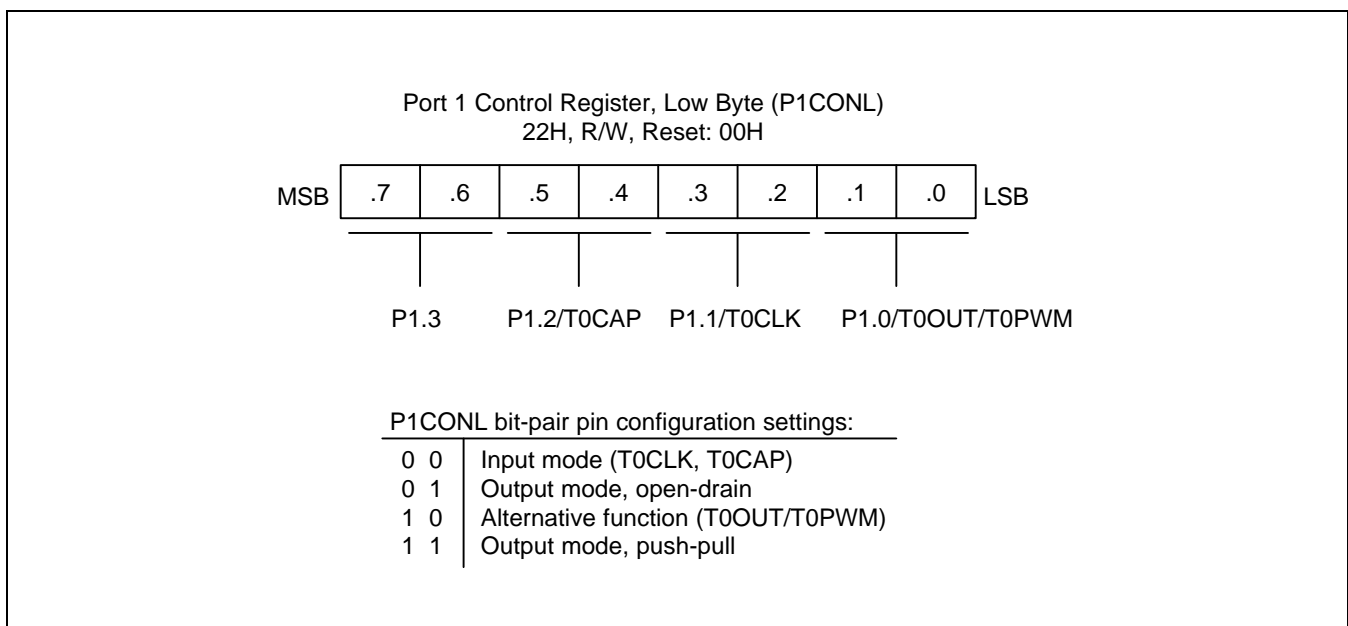 Port 1 Control Register, Low Byte (P1CONL)
22H, R/W, Reset: 00H
MSB .7 .6 .5 .4 .3 .2 .1 .0 LSB
P1.3 P1.2/T0CAP P1.1/T0CLK P1.0/T0OUT/T0PWM
P1CONL bit-pair pin configuration settings:
0 0 Input mode (T0CLK, T0CAP)
0 1 Output mode, open-drain
1 0 Alternative function (T0OUT/T0PWM)
1 1 Output mode, push-pull